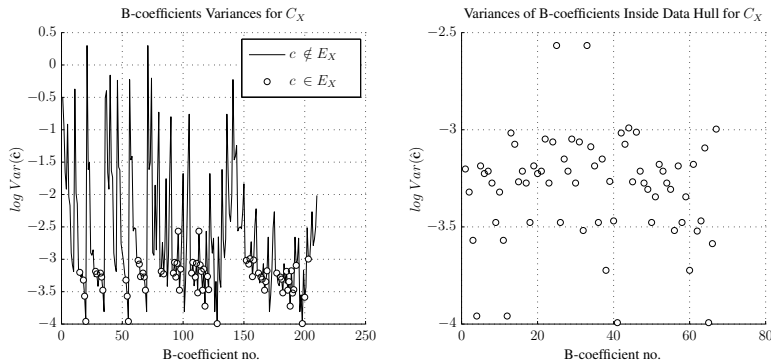 B-coefficients Variances for C_X
0.5
0
−0.5
−1
−1.5
−2
−2.5
−3
−3.5
−4
log Var(ĉ)
c ∉ E_X
c ∈ E_X
0 50 100 150 200 250
B-coefficient no.
Variances of B-coefficients Inside Data Hull for C_X
−2.5
−3
−3.5
−4
log Var(ĉ)
0 20 40 60 80
B-coefficient no.